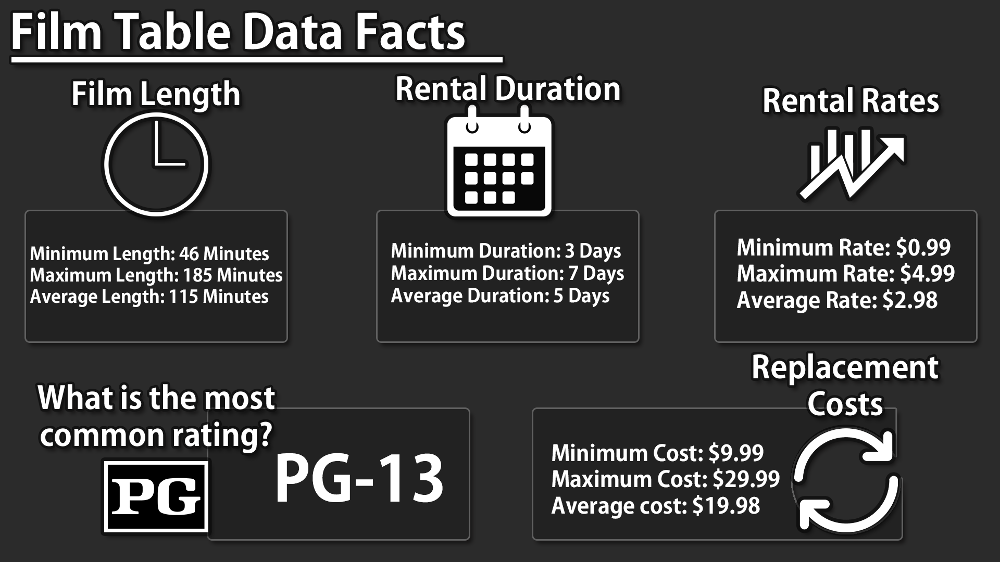 Film Table Data Facts
Film Length
Minimum Length: 46 Minutes
Maximum Length: 185 Minutes
Average Length: 115 Minutes
Rental Duration
Minimum Duration: 3 Days
Maximum Duration: 7 Days
Average Duration: 5 Days
Rental Rates
Minimum Rate: $0.99
Maximum Rate: $4.99
Average Rate: $2.98
What is the most
common rating?
PG
PG-13
Replacement
Costs
Minimum Cost: $9.99
Maximum Cost: $29.99
Average cost: $19.98